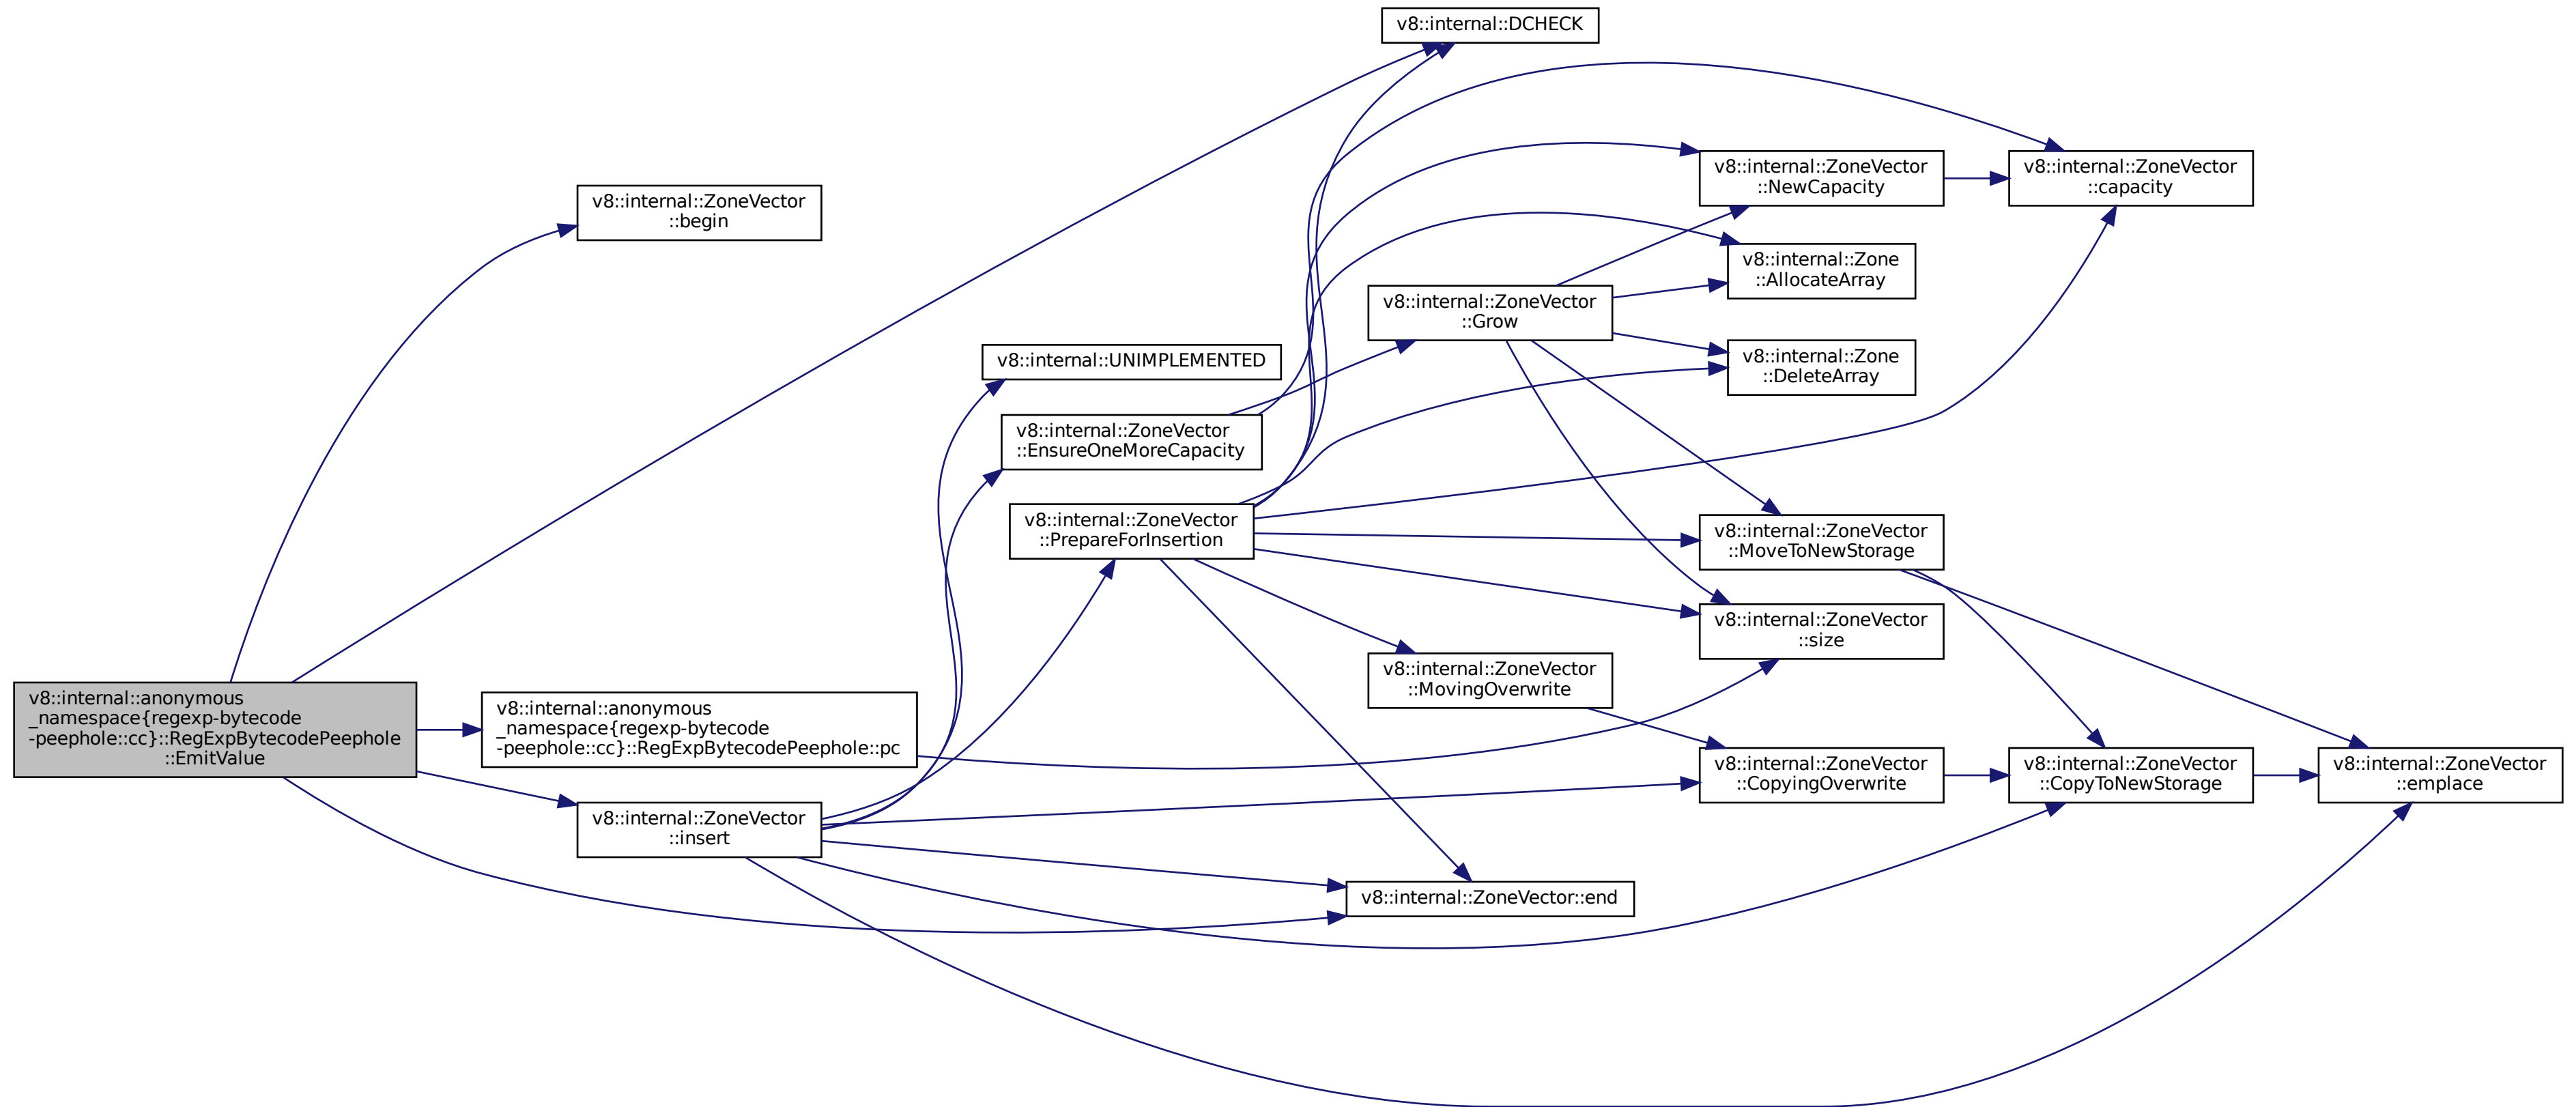 v8::internal::DCHECK
v8::internal::ZoneVector
::NewCapacity
v8::internal::ZoneVector
::capacity
v8::internal::ZoneVector
::begin
v8::internal::Zone
::AllocateArray
v8::internal::ZoneVector
::Grow
v8::internal::UNIMPLEMENTED
v8::internal::Zone
::DeleteArray
v8::internal::ZoneVector
::EnsureOneMoreCapacity
v8::internal::ZoneVector
::PrepareForInsertion
v8::internal::ZoneVector
::MoveToNewStorage
v8::internal::ZoneVector
::size
v8::internal::ZoneVector
::MovingOverwrite
v8::internal::anonymous
_namespace{regexp-bytecode
-peephole::cc}::RegExpBytecodePeephole
::EmitValue
v8::internal::anonymous
_namespace{regexp-bytecode
-peephole::cc}::RegExpBytecodePeephole::pc
v8::internal::ZoneVector
::CopyingOverwrite
v8::internal::ZoneVector
::CopyToNewStorage
v8::internal::ZoneVector
::emplace
v8::internal::ZoneVector
::insert
v8::internal::ZoneVector::end